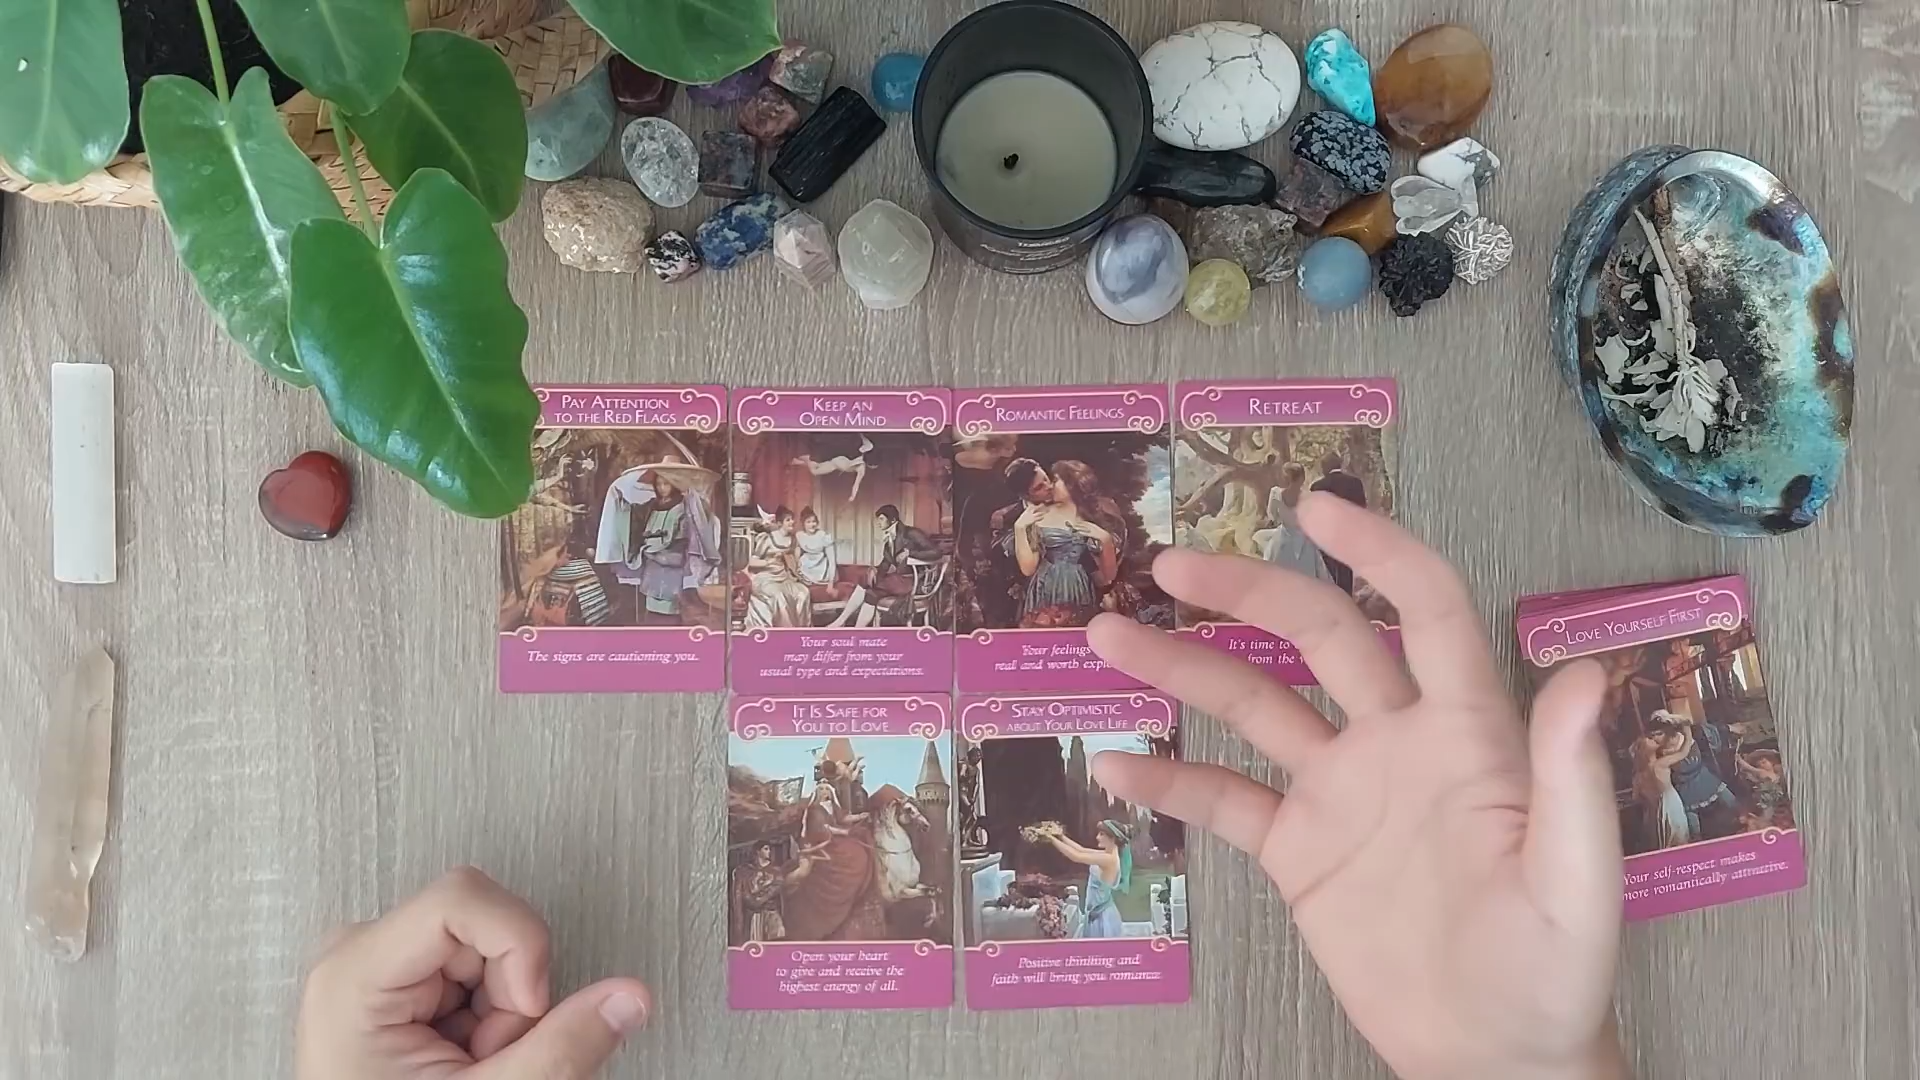 PAY ATTENTION
TO THE RED FLAGS
The signs are cautioning you.
KEEP AN
OPEN MIND
Your soul mate
may differ from your
usual type and expectations.
ROMANTIC FEELINGS
Your feelings
real and worth
RETREAT
It's time to
from the
IT IS SAFE FOR
YOU TO LOVE
Open your heart
to give and receive the
highest energy of all.
STAY OPTIMISTIC
ABOUT YOUR LOVE LIFE
Positive thinking and
faith will bring you romance.
LOVE YOURSELF FIRST
Your self-respect makes
more romantically attractive.